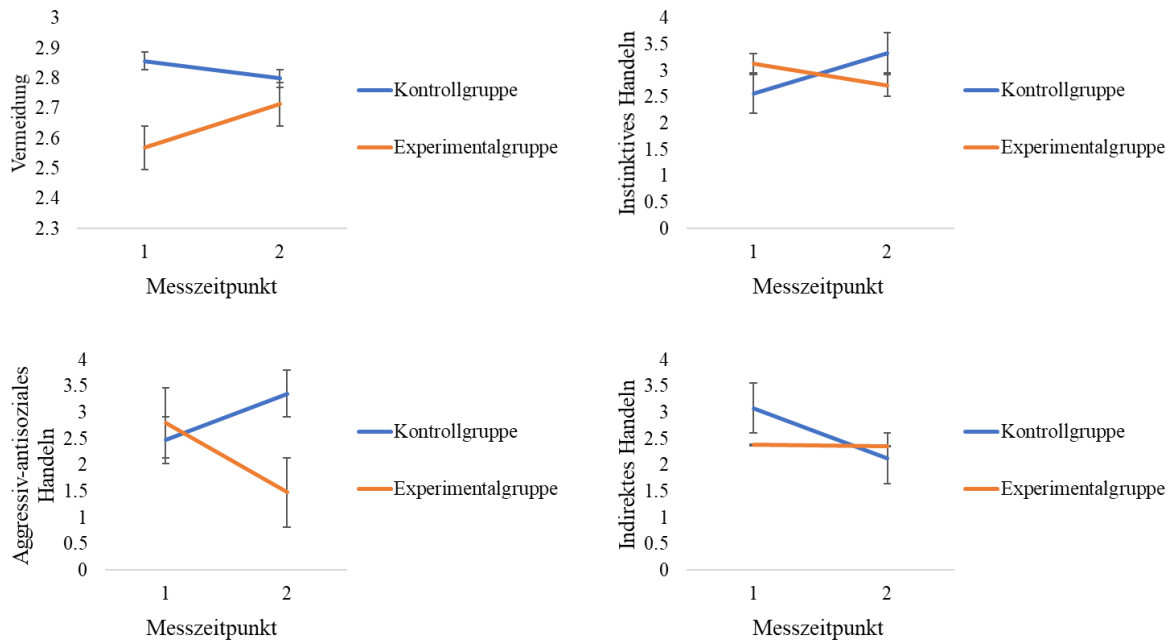 3
2.9
2.8
2.7
2.6
2.5
2.4
2.3
Vermeidung
1
2
Messzeitpunkt
Kontrollgruppe
Experimentalgruppe
4
3.5
3
2.5
2
1.5
1
0.5
0
Instinktives Handeln
1
2
Messzeitpunkt
Kontrollgruppe
Experimentalgruppe
4
3.5
3
2.5
2
1.5
1
0.5
0
Aggressiv-antisoziales
Handeln
1
2
Messzeitpunkt
Kontrollgruppe
Experimentalgruppe
4
3.5
3
2.5
2
1.5
1
0.5
0
Indirektes Handeln
1
2
Messzeitpunkt
Kontrollgruppe
Experimentalgruppe